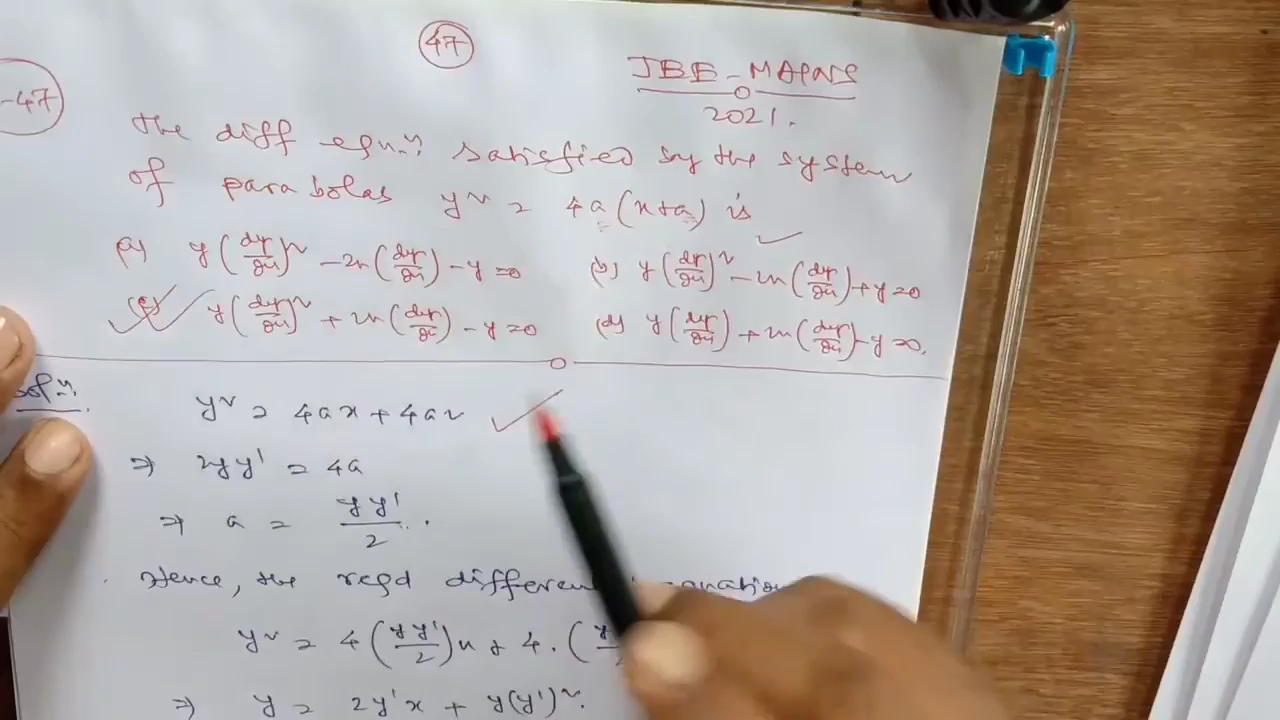 47
JBE - MATHS
2021.
-47
The diff eqn. satisfied by the system
of parabolas y² = 4a(x+a) is
(a) y(dy/dx)² - 2x(dy/dx) - y = 0 (b) y(dy/dx)² - 2x(dy/dx) + y = 0
(c) y(dy/dx)² + 2x(dy/dx) - y = 0 (d) y(dy/dx) + 2x(dy/dx) - y = 0.
Soln.
y² = 4ax + 4a²
⇒ 2yy' = 4a
⇒ a = yy'/2.
Hence, the reqd equation
y² = 4(yy'/2)x + 4.(
⇒ y = 2y'x + y(y')².